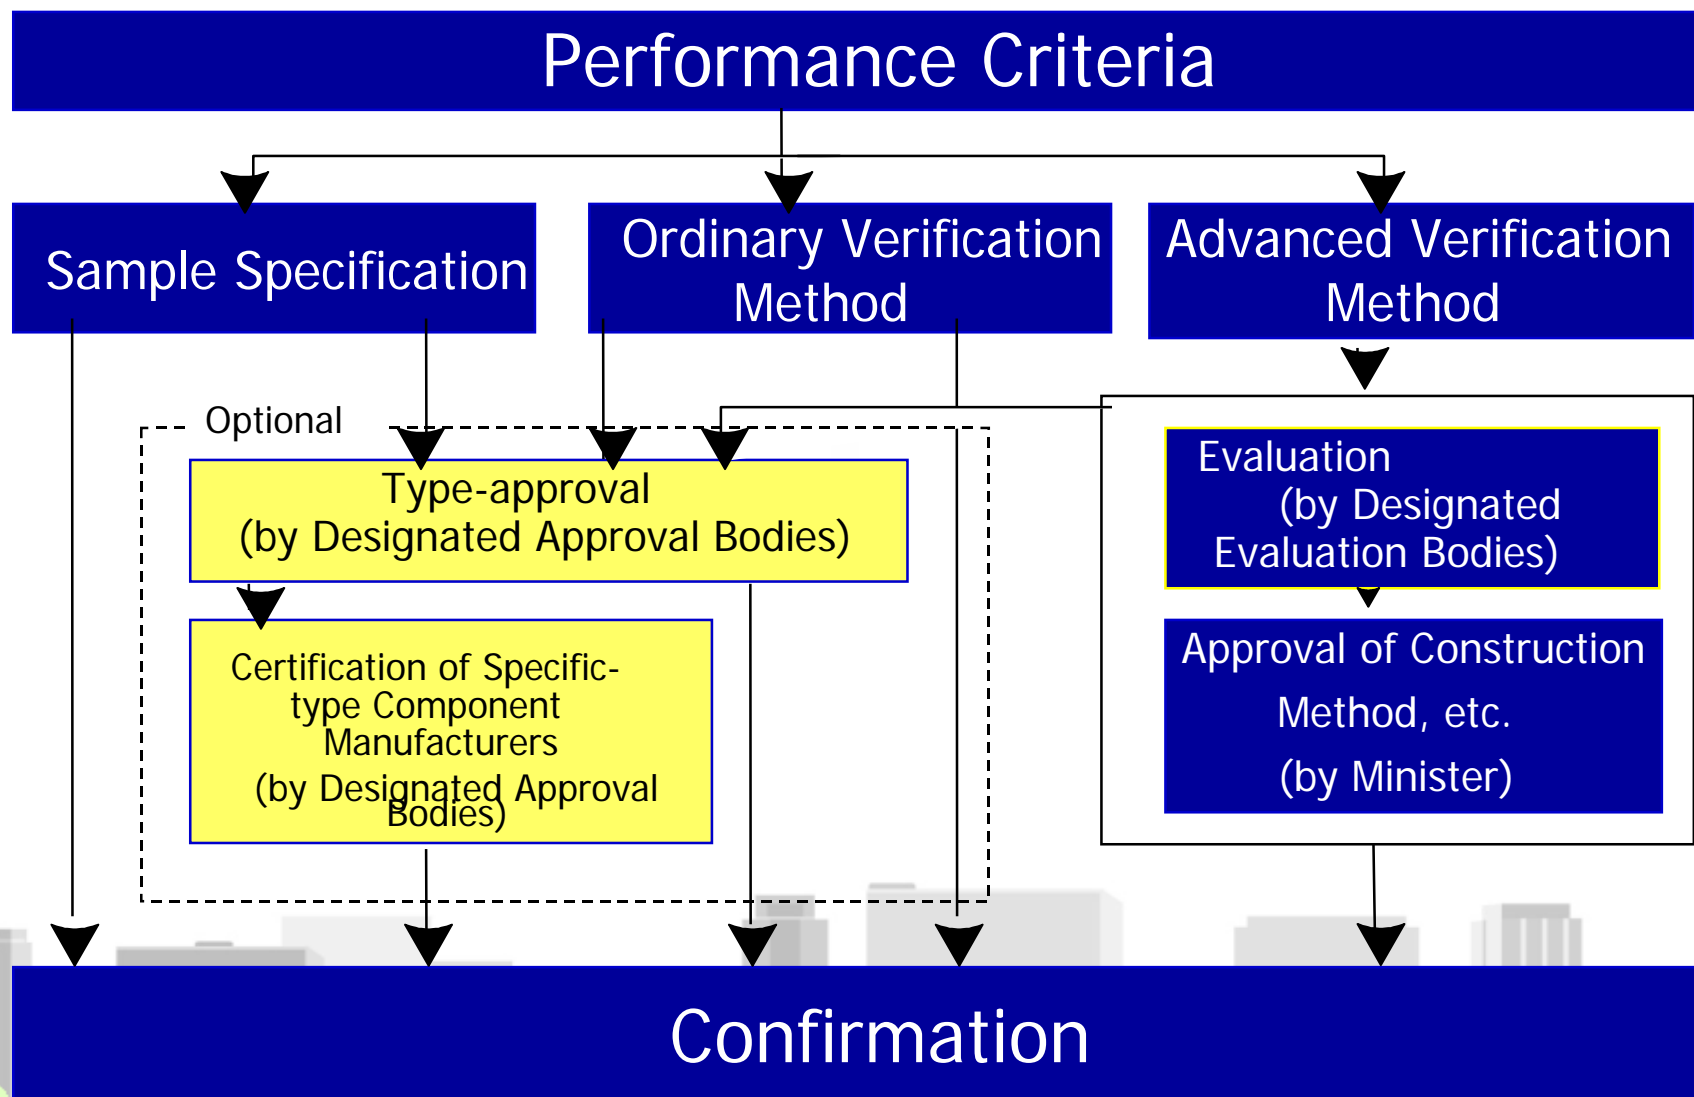 Performance Criteria
Sample Specification
Ordinary Verification
Method
Advanced Verification
Method
Optional
Type-approval
(by Designated Approval Bodies)
Certification of Specific-
type Component
Manufacturers
(by Designated Approval
Bodies)
Evaluation
(by Designated
Evaluation Bodies)
Approval of Construction
Method, etc.
(by Minister)
Confirmation